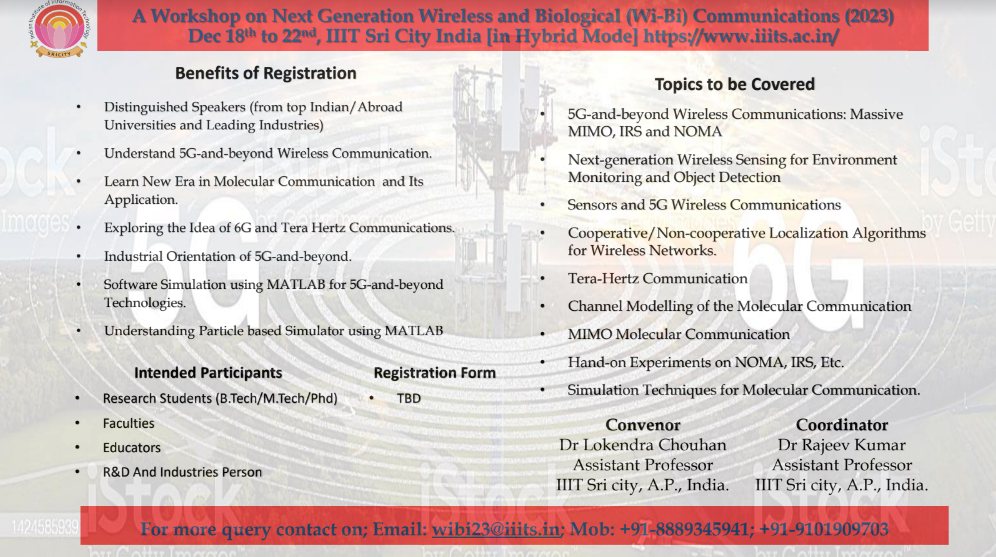 A Workshop on Next Generation Wireless and Biological (Wi-Bi) Communications (2023)
Dec 18th to 22nd, IIIT Sri City India [in Hybrid Mode] https://www.iiits.ac.in/
SRICITY
Benefits of Registration
• Distinguished Speakers (from top Indian/Abroad
Universities and Leading Industries)
• Understand 5G-and-beyond Wireless Communication.
• Learn New Era in Molecular Communication and Its
Application.
• Exploring the Idea of 6G and Tera Hertz Communications.
• Industrial Orientation of 5G-and-beyond.
• Software Simulation using MATLAB for 5G-and-beyond
Technologies.
• Understanding Particle based Simulator using MATLAB
Intended Participants
• Research Students (B.Tech/M.Tech/Phd)
• Faculties
• Educators
• R&D And Industries Person
Registration Form
• TBD
Topics to be Covered
• 5G-and-beyond Wireless Communications: Massive
MIMO, IRS and NOMA
• Next-generation Wireless Sensing for Environment
Monitoring and Object Detection
• Sensors and 5G Wireless Communications
• Cooperative/Non-cooperative Localization Algorithms
for Wireless Networks.
• Tera-Hertz Communication
• Channel Modelling of the Molecular Communication
• MIMO Molecular Communication
• Hand-on Experiments on NOMA, IRS, Etc.
• Simulation Techniques for Molecular Communication.
Convenor
Dr Lokendra Chouhan
Assistant Professor
IIIT Sri city, A.P., India.
Coordinator
Dr Rajeev Kumar
Assistant Professor
IIIT Sri city, A.P., India.
For more query contact on; Email: wibi23@iiits.in; Mob: +91-8889345941; +91-9101909703
5G
6G
iStock
by Getty Images
1424585939